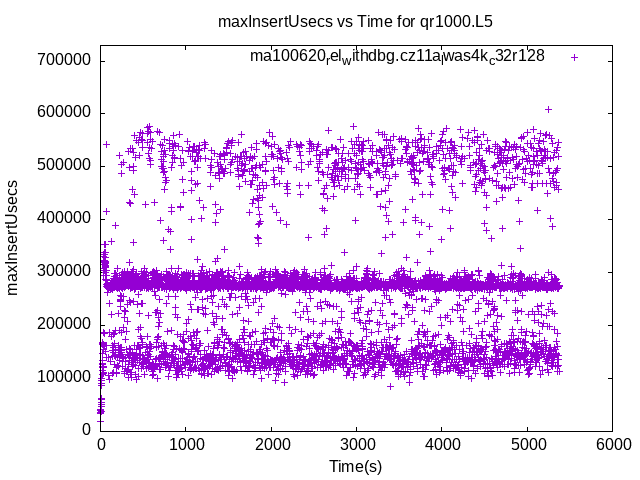 maxInsertUsecs vs Time for qr1000.L5
ma100620relwithdbg.cz11aiwas4kc32r128
700000
600000
500000
400000
300000
200000
100000
0
maxInsertUsecs
0 1000 2000 3000 4000 5000 6000
Time(s)